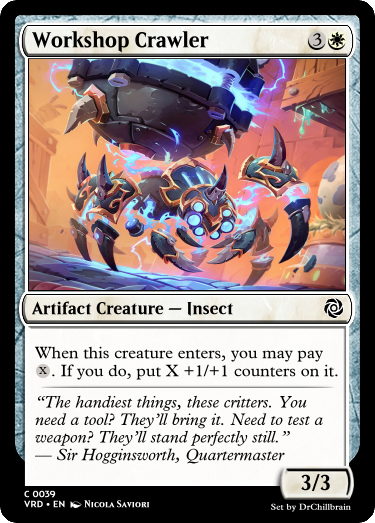 Workshop Crawler 3
Artifact Creature — Insect
When this creature enters, you may pay
X. If you do, put X +1/+1 counters on it.
"The handiest things, these critters. You
need a tool? They'll bring it. Need to test a
weapon? They'll stand perfectly still."
— Sir Hogginsworth, Quartermaster
3/3
C 0039
VRD • EN Nicola Saviori
Set by DrChillbrain